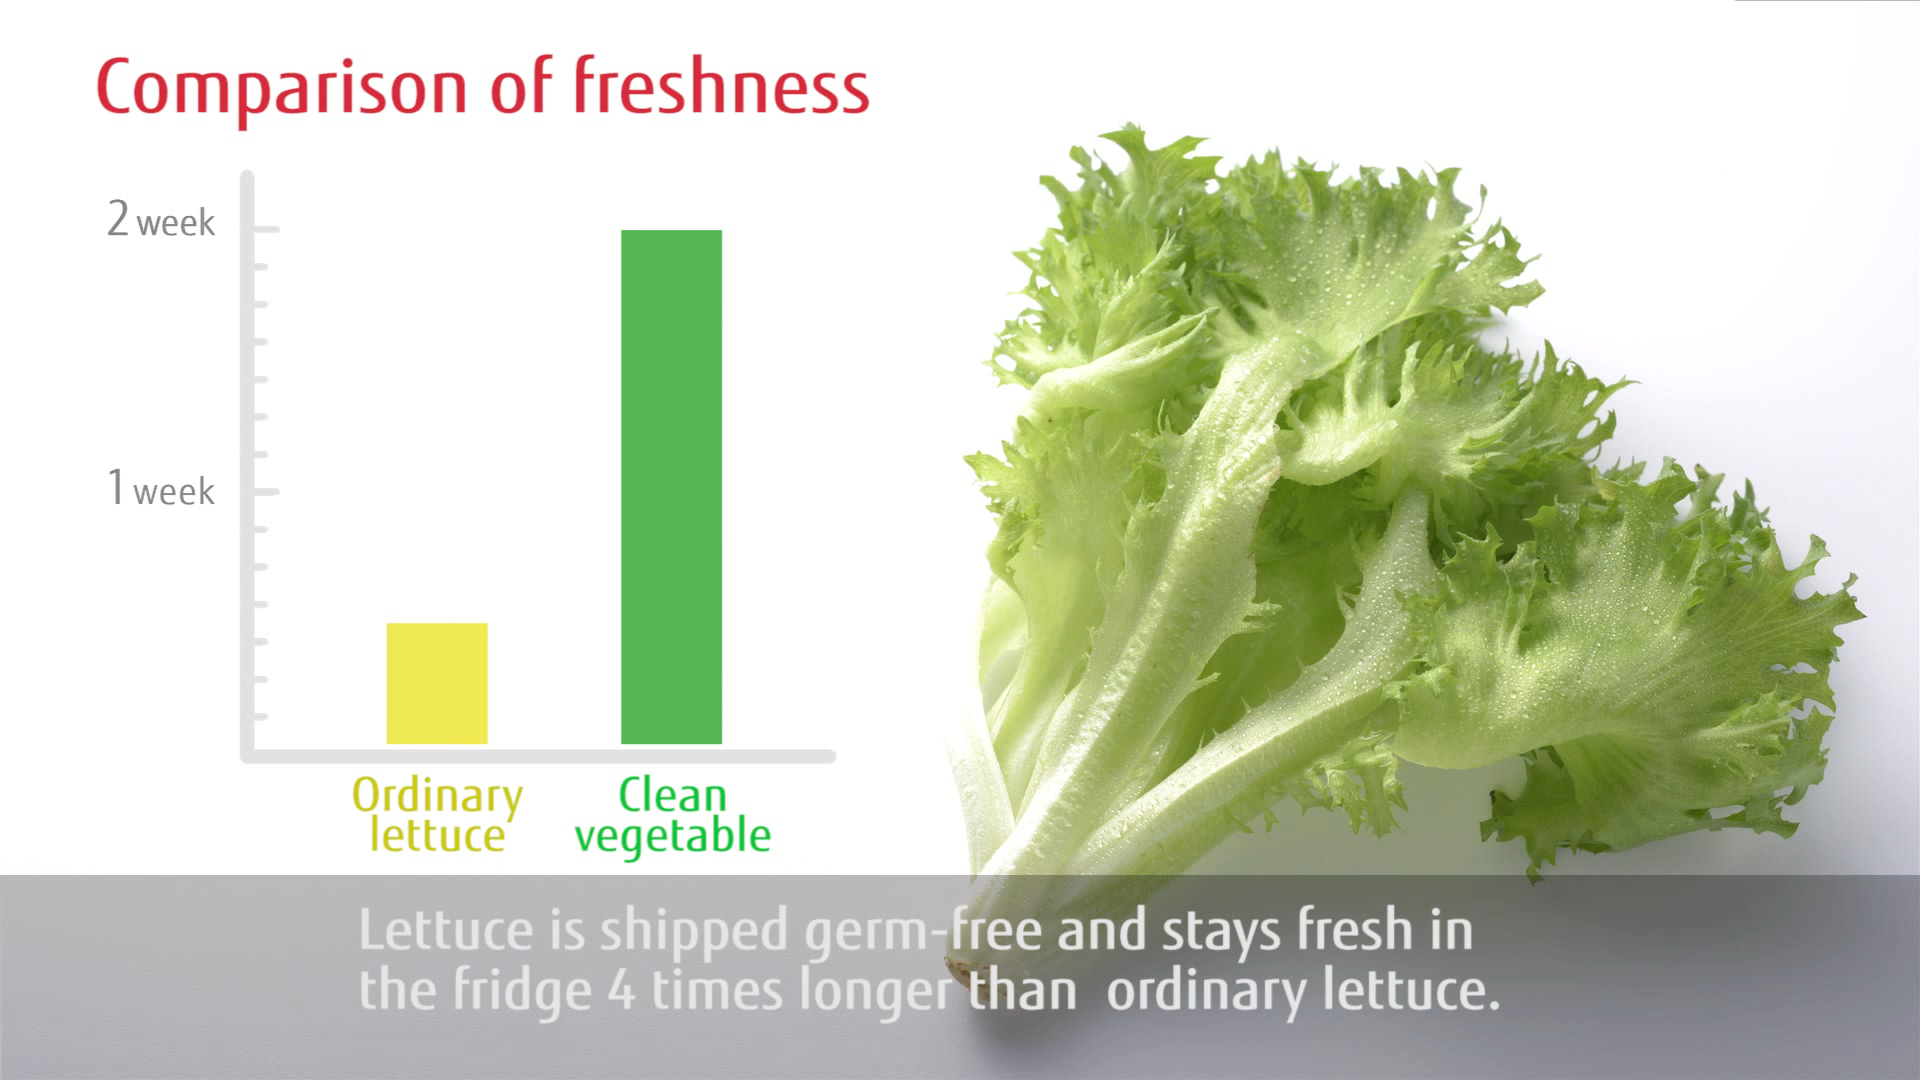 Comparison of freshness
2 week
1 week
Ordinary
lettuce
Clean
vegetable
Lettuce is shipped germ-free and stays fresh in
the fridge 4 times longer than ordinary lettuce.